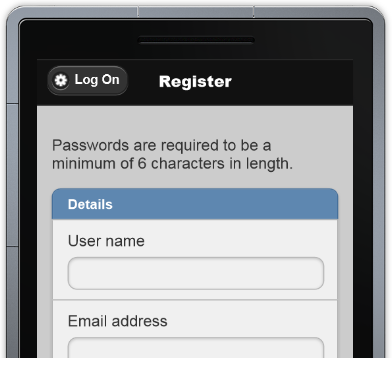 Log On
Register
Passwords are required to be a
minimum of 6 characters in length.
Details
User name
Email address